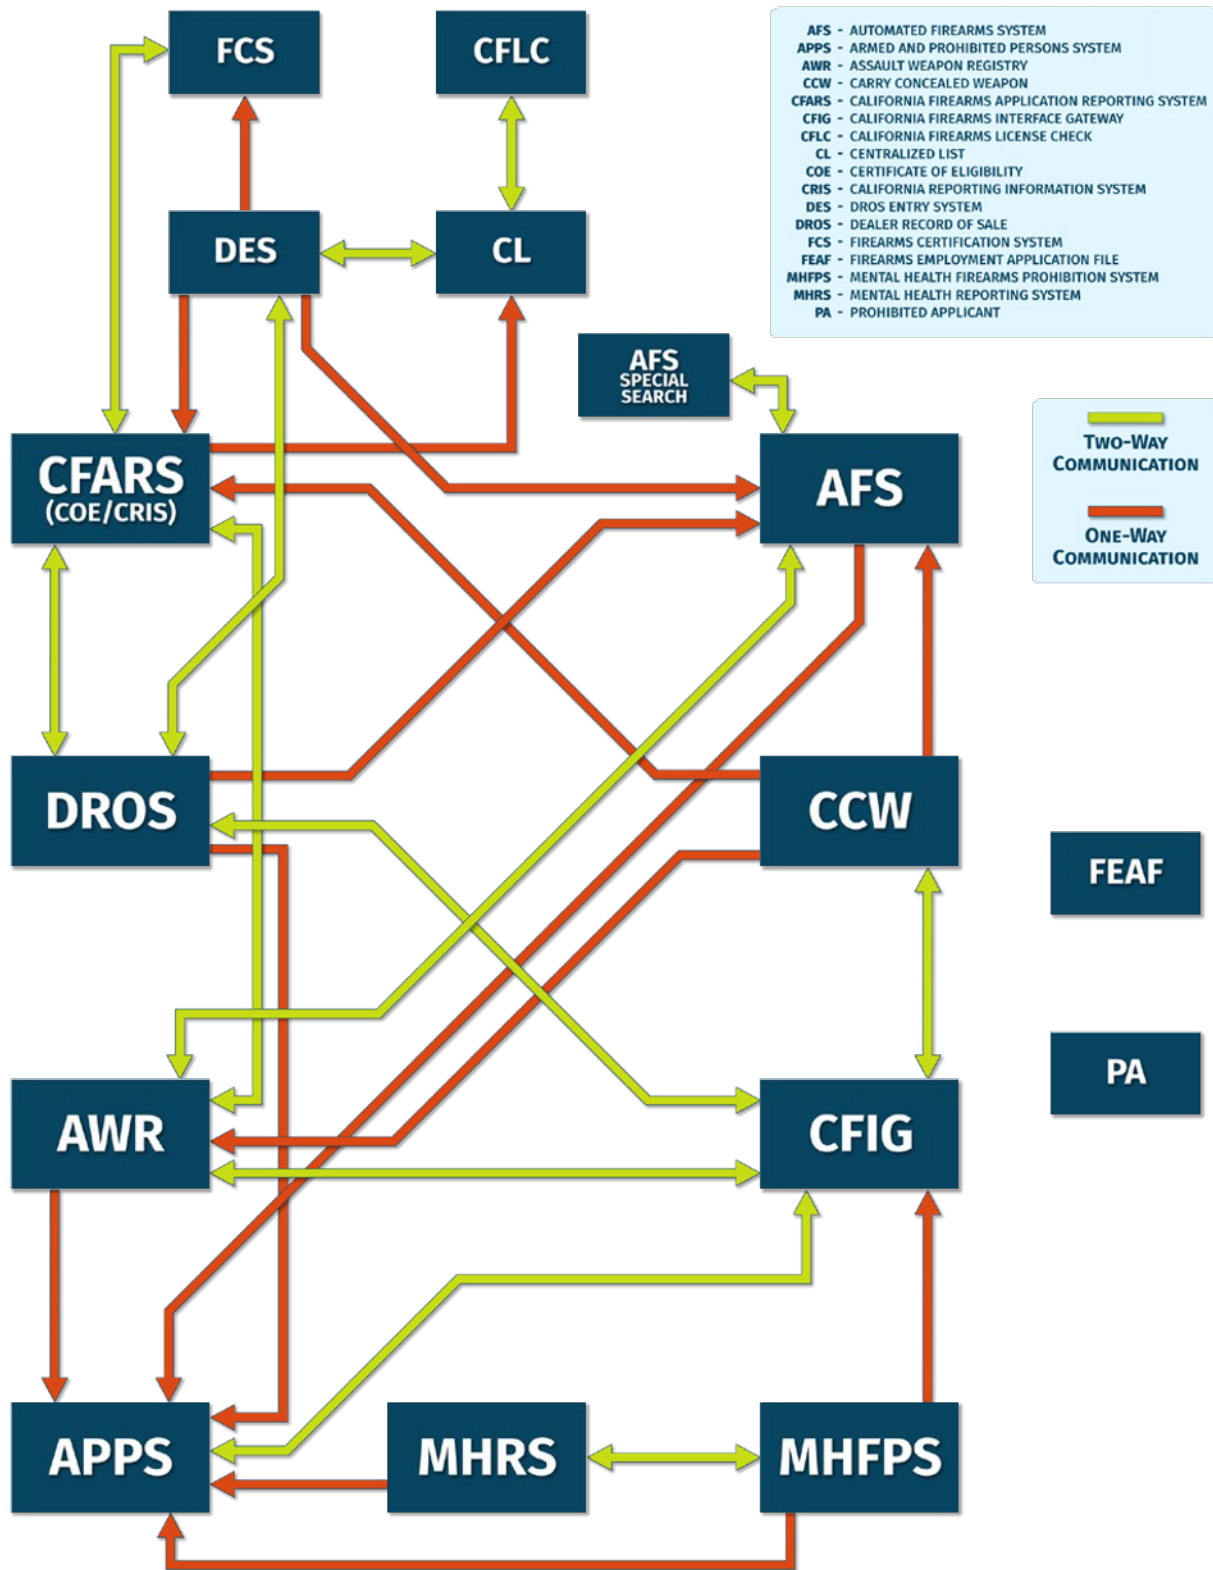 FCS
CFLC
AFS - AUTOMATED FIREARMS SYSTEM
APPS - ARMED AND PROHIBITED PERSONS SYSTEM
AWR - ASSAULT WEAPON REGISTRY
CCW - CARRY CONCEALED WEAPON
CFARS - CALIFORNIA FIREARMS APPLICATION REPORTING SYSTEM
CFIG - CALIFORNIA FIREARMS INTERFACE GATEWAY
CFLC - CALIFORNIA FIREARMS LICENSE CHECK
CL - CENTRALIZED LIST
COE - CERTIFICATE OF ELIGIBILITY
CRIS - CALIFORNIA REPORTING INFORMATION SYSTEM
DES - DROS ENTRY SYSTEM
DROS - DEALER RECORD OF SALE
FCS - FIREARMS CERTIFICATION SYSTEM
FEAF - FIREARMS EMPLOYMENT APPLICATION FILE
MHFPS - MENTAL HEALTH FIREARMS PROHIBITION SYSTEM
MHRS - MENTAL HEALTH REPORTING SYSTEM
PA - PROHIBITED APPLICANT
DES
CL
AFS
SPECIAL
SEARCH
TWO-WAY
COMMUNICATION
ONE-WAY
COMMUNICATION
CFARS
(COE/CRIS)
AFS
DROS
CCW
FEAF
PA
AWR
CFIG
APPS
MHRS
MHFPS